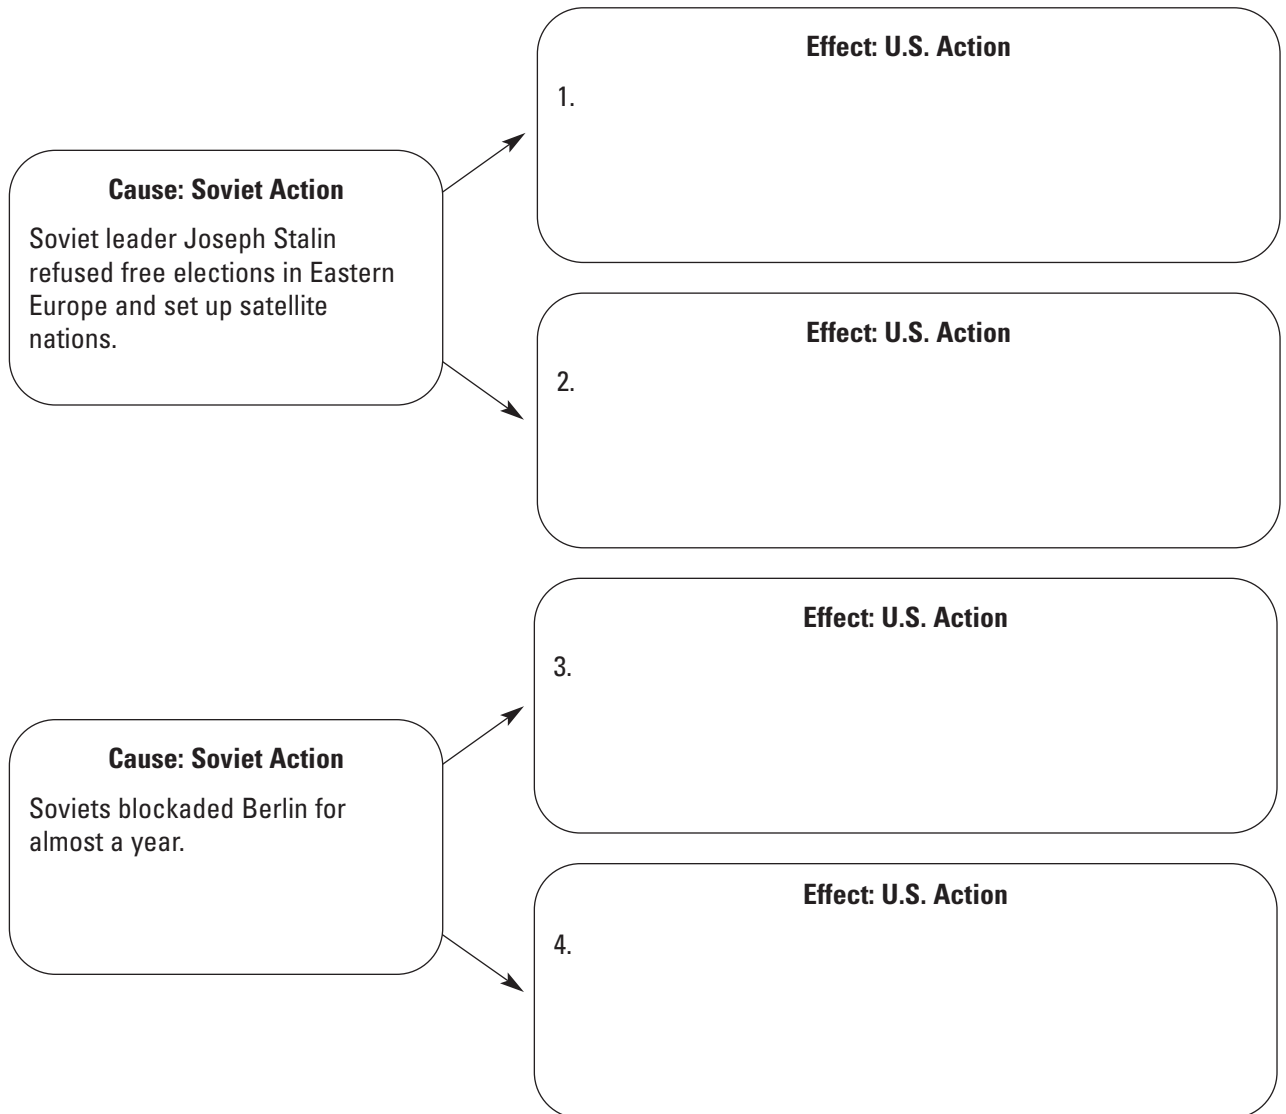 Effect: U.S. Action
1.
Cause: Soviet Action
Soviet leader Joseph Stalin
refused free elections in Eastern
Europe and set up satellite
nations.
Effect: U.S. Action
2.
Effect: U.S. Action
3.
Cause: Soviet Action
Soviets blockaded Berlin for
almost a year.
Effect: U.S. Action
4.